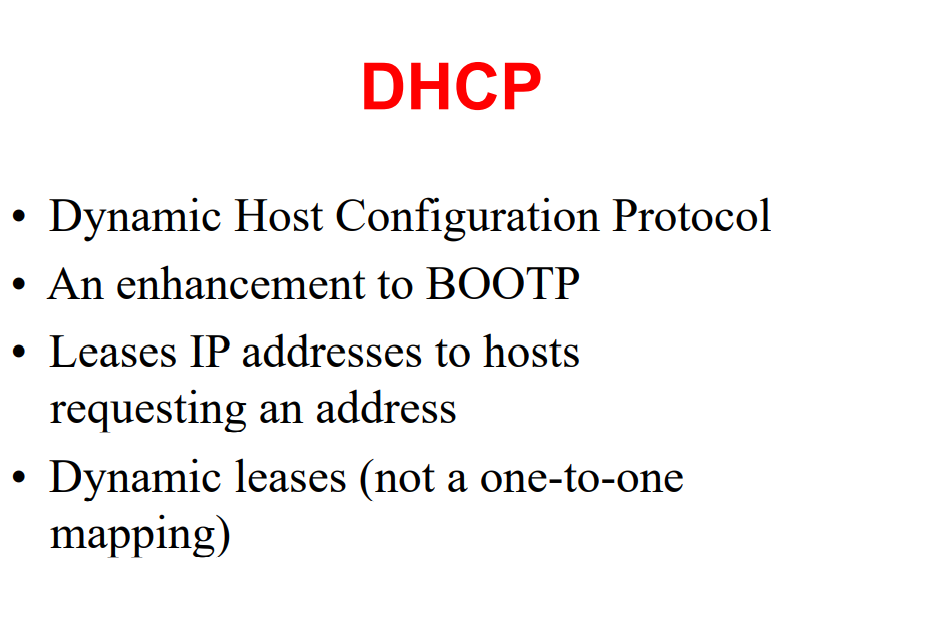 DHCP
• Dynamic Host Configuration Protocol
• An enhancement to BOOTP
• Leases IP addresses to hosts
requesting an address
• Dynamic leases (not a one-to-one
mapping)